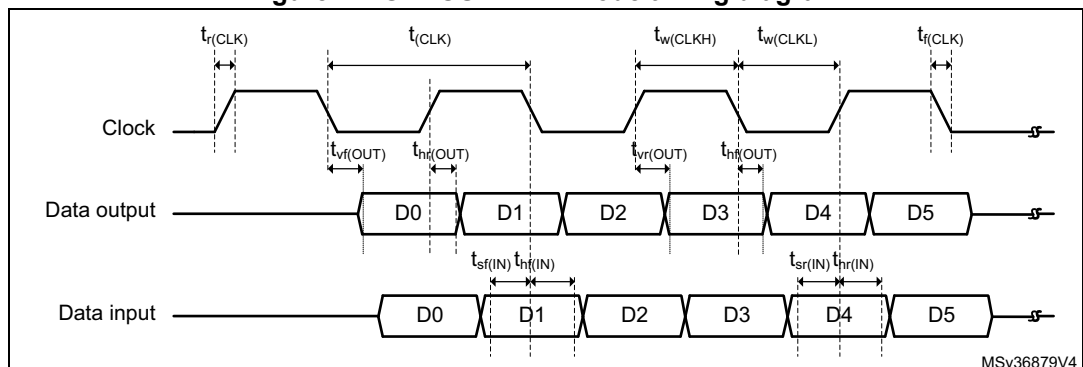 t_r(CLK) t_(CLK) t_w(CLKH) t_w(CLKL) t_f(CLK)
Clock
t_vf(OUT) t_hr(OUT) t_vr(OUT) t_hf(OUT)
Data output D0 D1 D2 D3 D4 D5
t_sf(IN) t_hf(IN) t_sr(IN) t_hr(IN)
Data input D0 D1 D2 D3 D4 D5
MSv36879V4